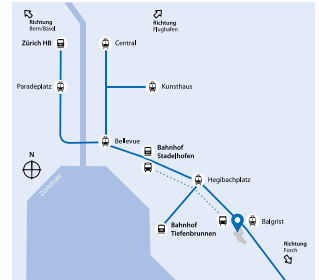 Richtung
Bern/Basel
Richtung
Flughafen
Zürich HB
Central
Paradeplatz
Kunsthaus
Bellevue
Bahnhof
Stadelhofen
N
Hegibachplatz
Zürichsee
Balgrist
Bahnhof
Tiefenbrunnen
Richtung
Forch